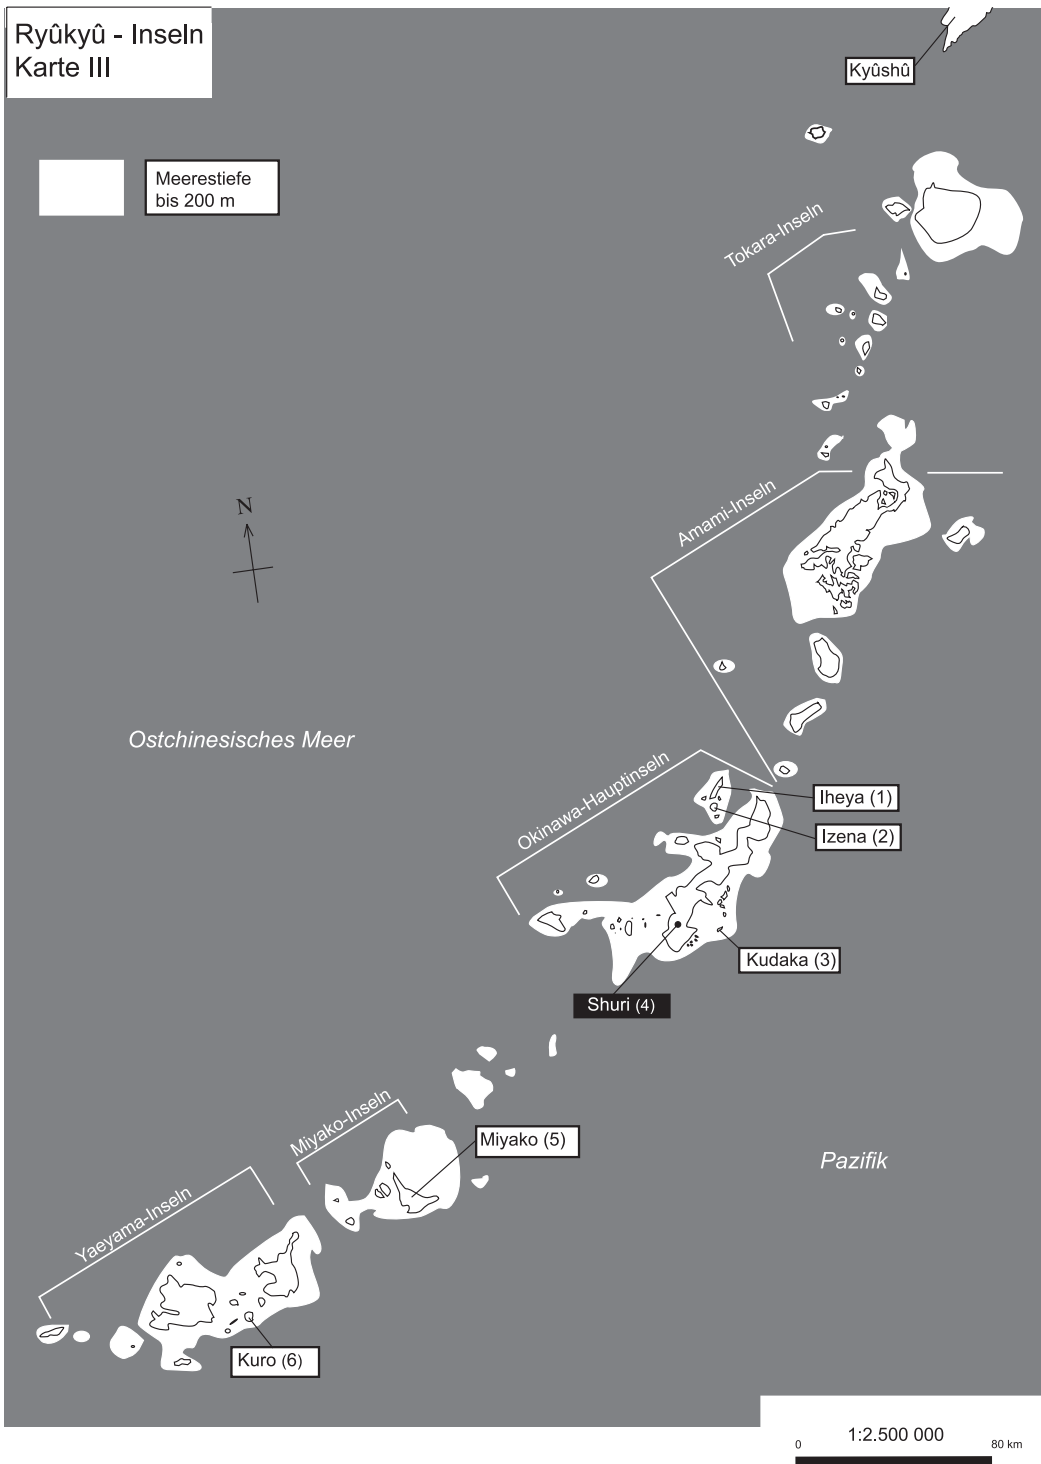 Ryûkyû - Inseln
Karte III
Kyûshû
Meerestiefe
bis 200 m
Tokara-Inseln
Amami-Inseln
N
Ostchinesisches Meer
Okinawa-Hauptinseln
Iheya (1)
Izena (2)
Kudaka (3)
Shuri (4)
Miyako-Inseln
Miyako (5)
Pazifik
Yaeyama-Inseln
Kuro (6)
1:2.500 000
0 80 km